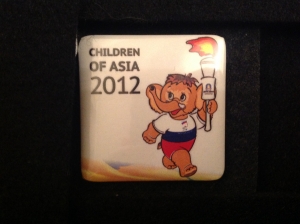 CHILDREN
OF ASIA
2012